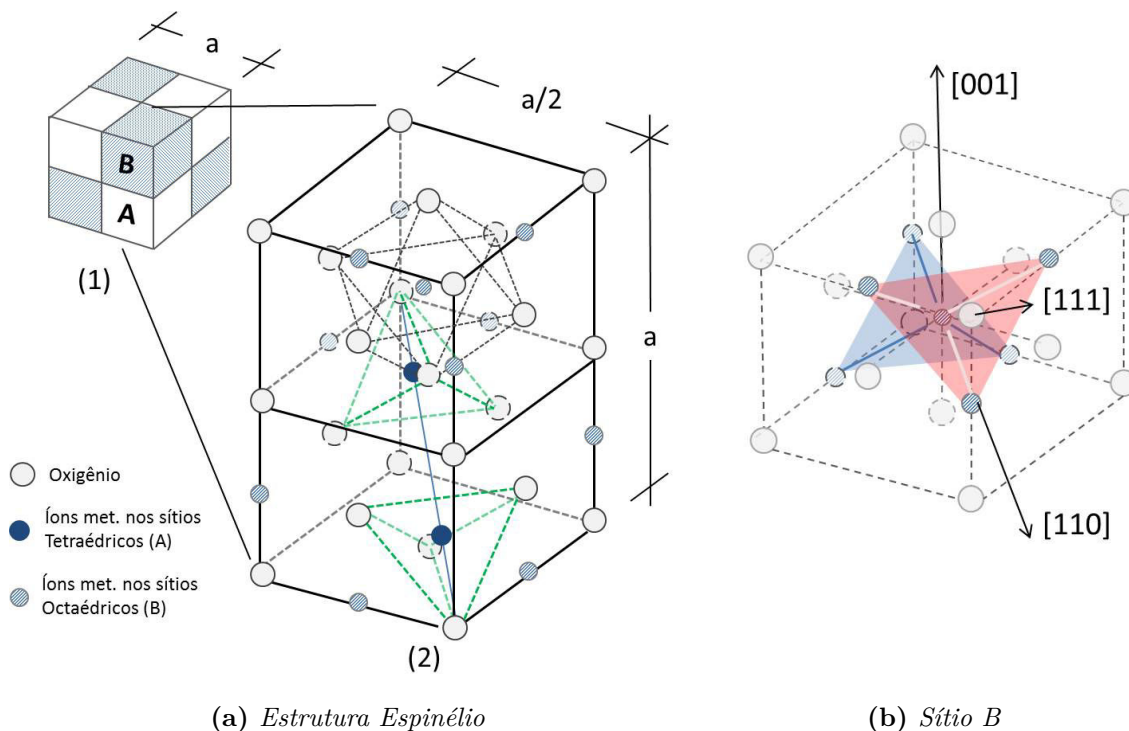 a
a/2
B
A
(1)
a
Oxigênio
Íons met. nos sítios
Tetraédricos (A)
Íons met. nos sítios
Octaédricos (B)
(2)
(a) Estrutura Espinélio
[001]
[111]
[110]
(b) Sítio B